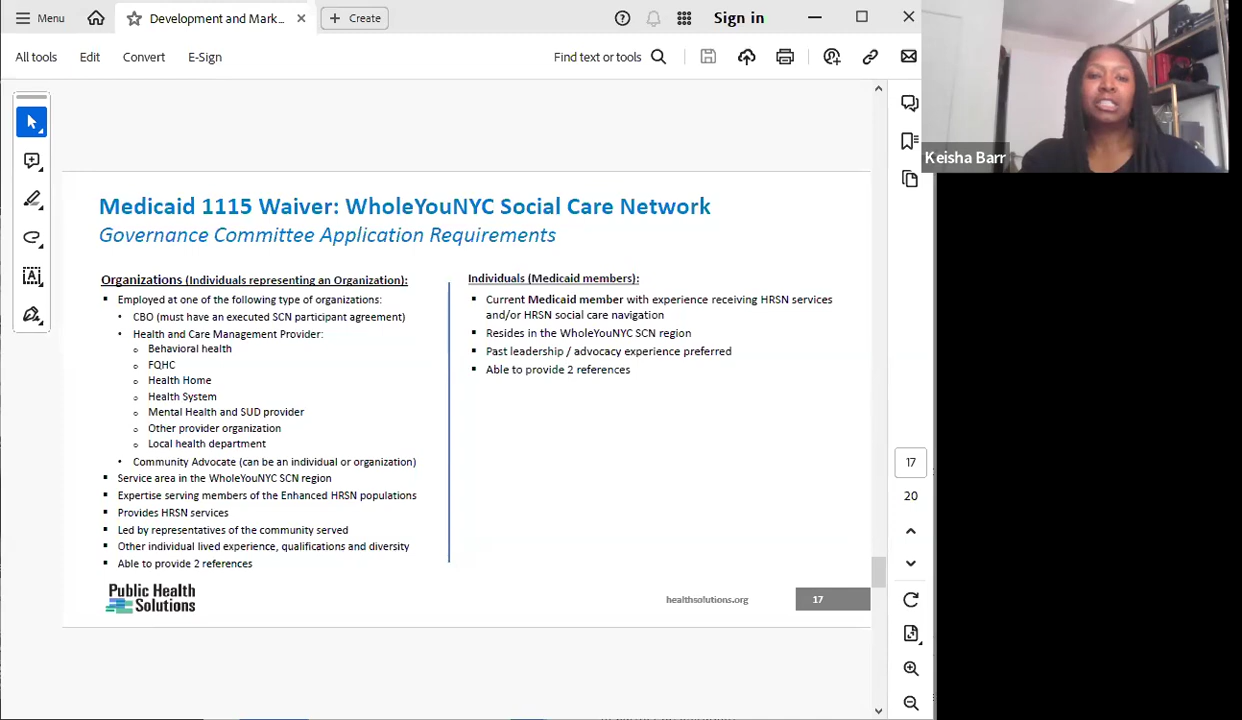 Menu
Development and Mark...
Create
Sign in
All tools
Edit
Convert
E-Sign
Find text or tools
Keisha Barr
Medicaid 1115 Waiver: WholeYouNYC Social Care Network
Governance Committee Application Requirements
Organizations (Individuals representing an Organization):
▪ Employed at one of the following type of organizations:
• CBO (must have an executed SCN participant agreement)
• Health and Care Management Provider:
o Behavioral health
o FQHC
o Health Home
o Health System
o Mental Health and SUD provider
o Other provider organization
o Local health department
• Community Advocate (can be an individual or organization)
▪ Service area in the WholeYouNYC SCN region
▪ Expertise serving members of the Enhanced HRSN populations
▪ Provides HRSN services
▪ Led by representatives of the community served
▪ Other individual lived experience, qualifications and diversity
▪ Able to provide 2 references
Individuals (Medicaid members):
▪ Current Medicaid member with experience receiving HRSN services
and/or HRSN social care navigation
▪ Resides in the WholeYouNYC SCN region
▪ Past leadership / advocacy experience preferred
▪ Able to provide 2 references
17
20
Public Health
Solutions
healthsolutions.org
17